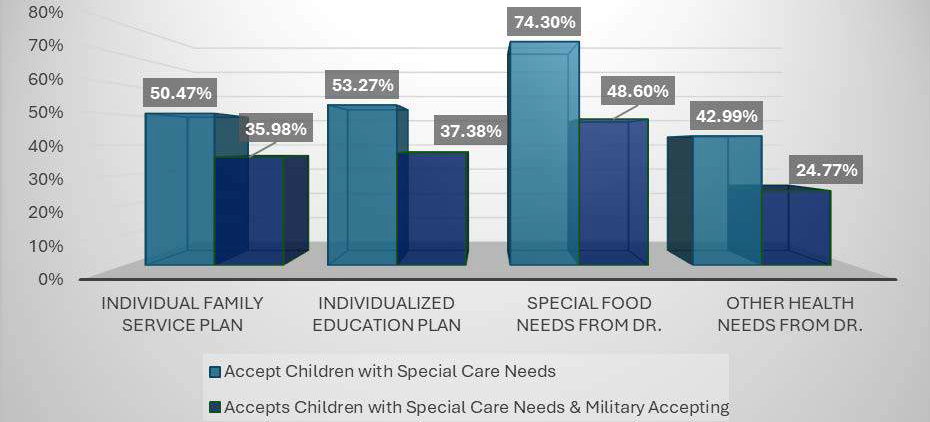 80%
70%
60%
50%
40%
30%
20%
10%
0%
50.47%
35.98%
53.27%
37.38%
74.30%
48.60%
42.99%
24.77%
INDIVIDUAL FAMILY
SERVICE PLAN
INDIVIDUALIZED
EDUCATION PLAN
SPECIAL FOOD
NEEDS FROM DR.
OTHER HEALTH
NEEDS FROM DR.
Accept Children with Special Care Needs
Accepts Children with Special Care Needs & Military Accepting